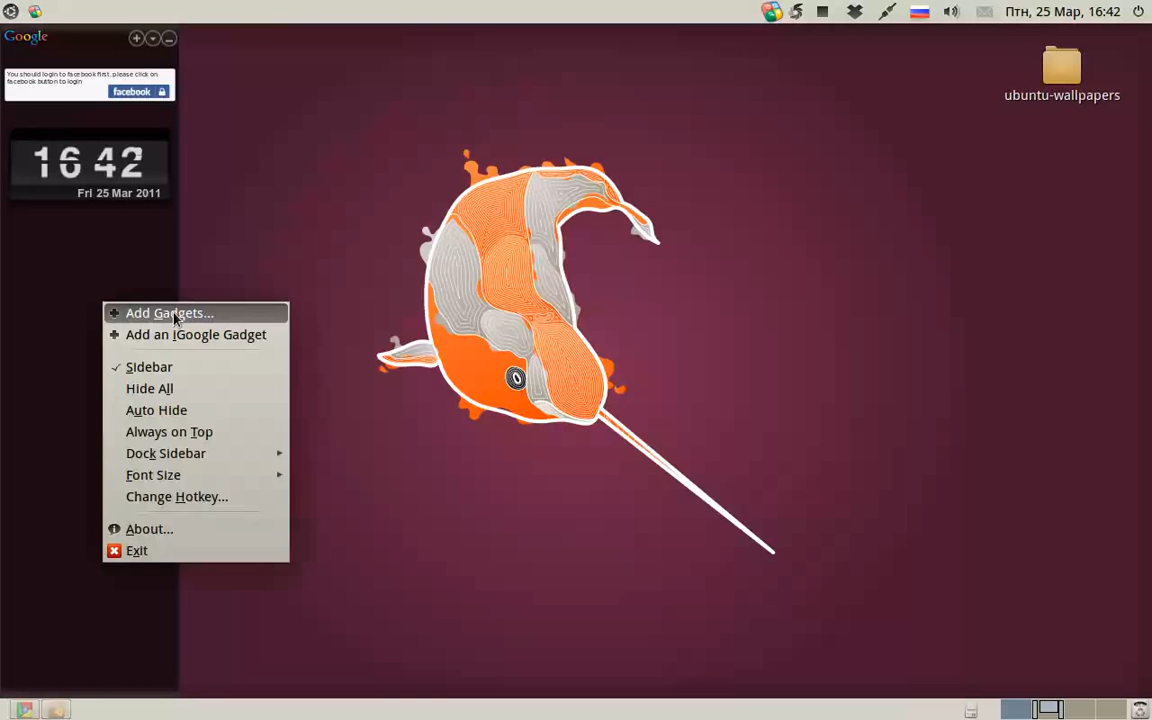 Птн, 25 Мар, 16:42
Google
You should login to facebook first..please click on
facebook button to login
facebook
ubuntu-wallpapers
16 42
Fri 25 Mar 2011
Add Gadgets...
Add an iGoogle Gadget
Sidebar
Hide All
Auto Hide
Always on Top
Dock Sidebar
Font Size
Change Hotkey...
About...
Exit